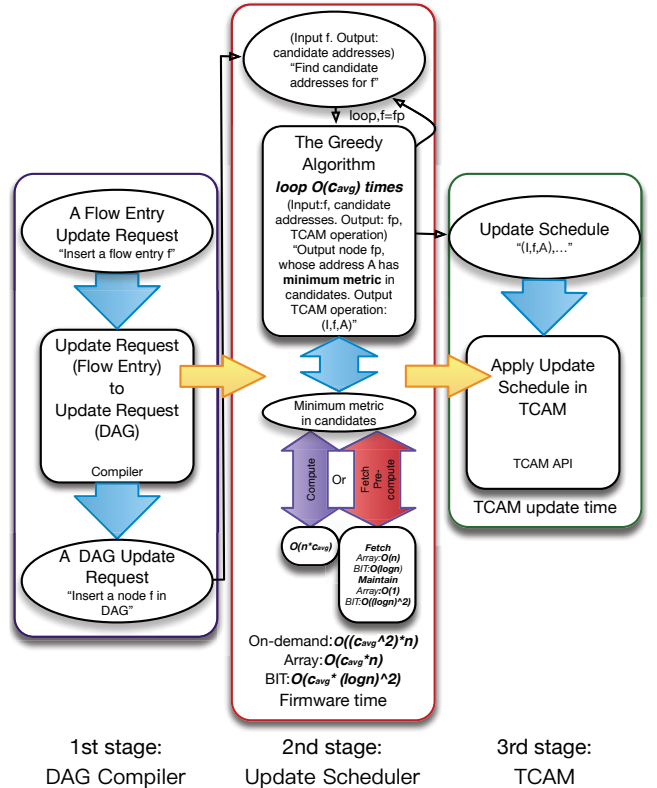 A Flow Entry
Update Request
“Insert a flow entry f”
Update Request
(Flow Entry)
to
Update Request
(DAG)
Compiler
A DAG Update
Request
“Insert a node f in
DAG”
(Input f. Output:
candidate addresses)
“Find candidate
addresses for f”
loop,f=fp
The Greedy
Algorithm
loop O(cavg) times
(Input:f, candidate
addresses. Output: fp,
TCAM operation)
“Output node fp,
whose address A has
minimum metric in
candidates. Output
TCAM operation:
(I,f,A)”
Minimum metric
in candidates
Compute
Or
Fetch
Pre-
compute
O(n*cavg)
Fetch
Array:O(n)
BIT:O(logn)
Maintain
Array:O(1)
BIT:O((logn)^2)
On-demand:O((cavg^2)*n)
Array:O(cavg*n)
BIT:O(cavg* (logn)^2)
Firmware time
Update Schedule
“(I,f,A),...”
Apply Update
Schedule in
TCAM
TCAM API
TCAM update time
1st stage:
DAG Compiler
2nd stage:
Update Scheduler
3rd stage:
TCAM